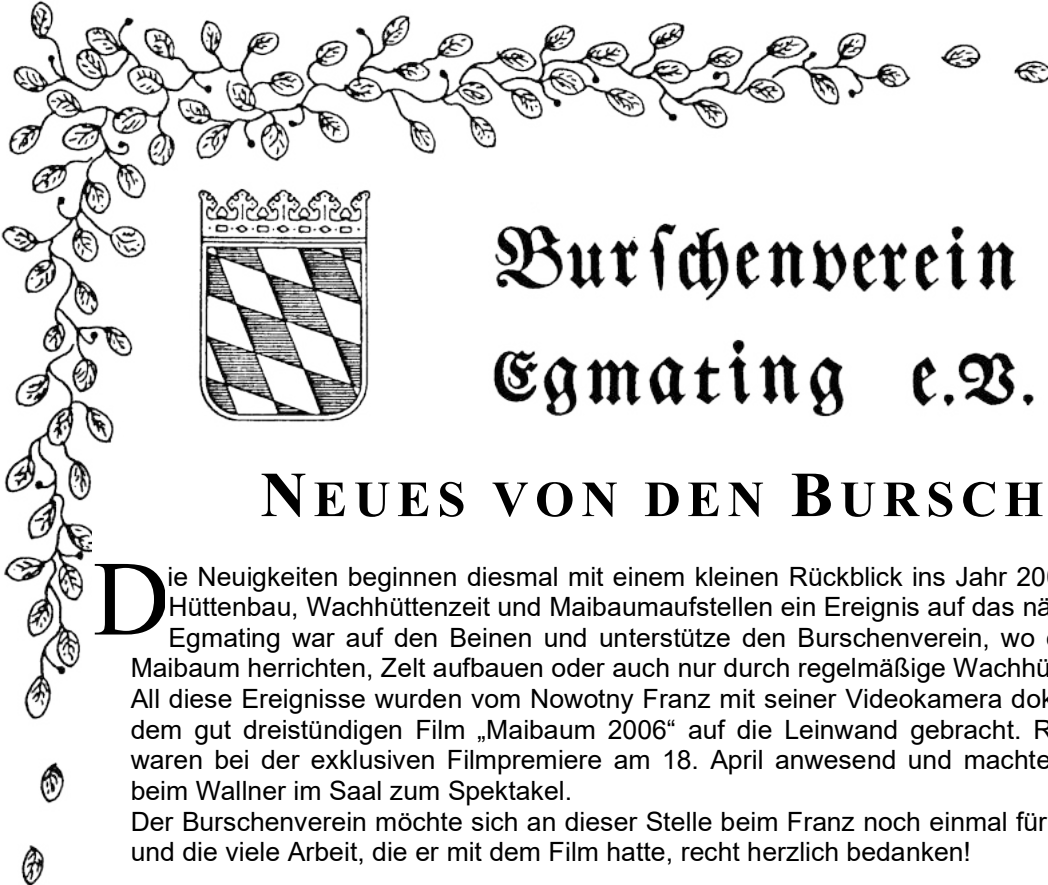 Burschenverein
Egmating e.V.
NEUES VON DEN BURSCH
Die Neuigkeiten beginnen diesmal mit einem kleinen Rückblick ins Jahr 200
Hüttenbau, Wachhüttenzeit und Maibaumaufstellen ein Ereignis auf das nä
Egmating war auf den Beinen und unterstütze den Burschenverein, wo
Maibaum herrichten, Zelt aufbauen oder auch nur durch regelmäßige Wachhü
All diese Ereignisse wurden vom Nowotny Franz mit seiner Videokamera dok
dem gut dreistündigen Film „Maibaum 2006“ auf die Leinwand gebracht. R
waren bei der exklusiven Filmpremiere am 18. April anwesend und machte
beim Wallner im Saal zum Spektakel.
Der Burschenverein möchte sich an dieser Stelle beim Franz noch einmal für
und die viele Arbeit, die er mit dem Film hatte, recht herzlich bedanken!